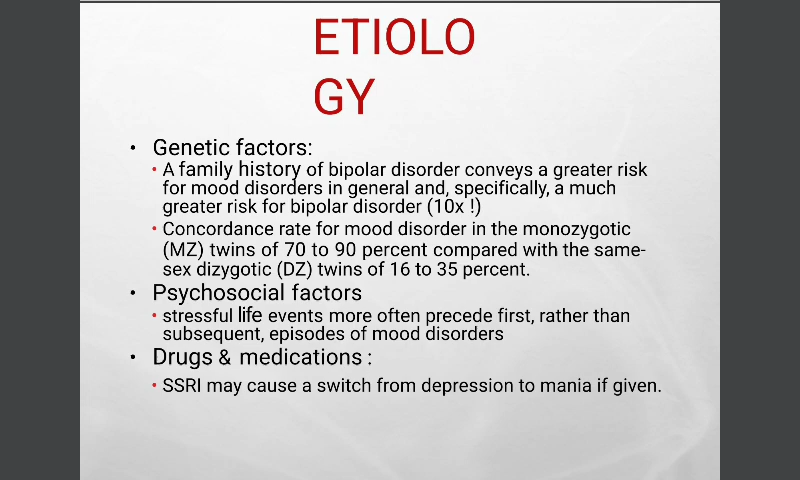 ETIOLO
GY
• Genetic factors:
• A family history of bipolar disorder conveys a greater risk
for mood disorders in general and, specifically, a much
greater risk for bipolar disorder (10x !)
• Concordance rate for mood disorder in the monozygotic
(MZ) twins of 70 to 90 percent compared with the same-
sex dizygotic (DZ) twins of 16 to 35 percent.
• Psychosocial factors
• stressful life events more often precede first, rather than
subsequent, episodes of mood disorders
• Drugs & medications :
• SSRI may cause a switch from depression to mania if given.